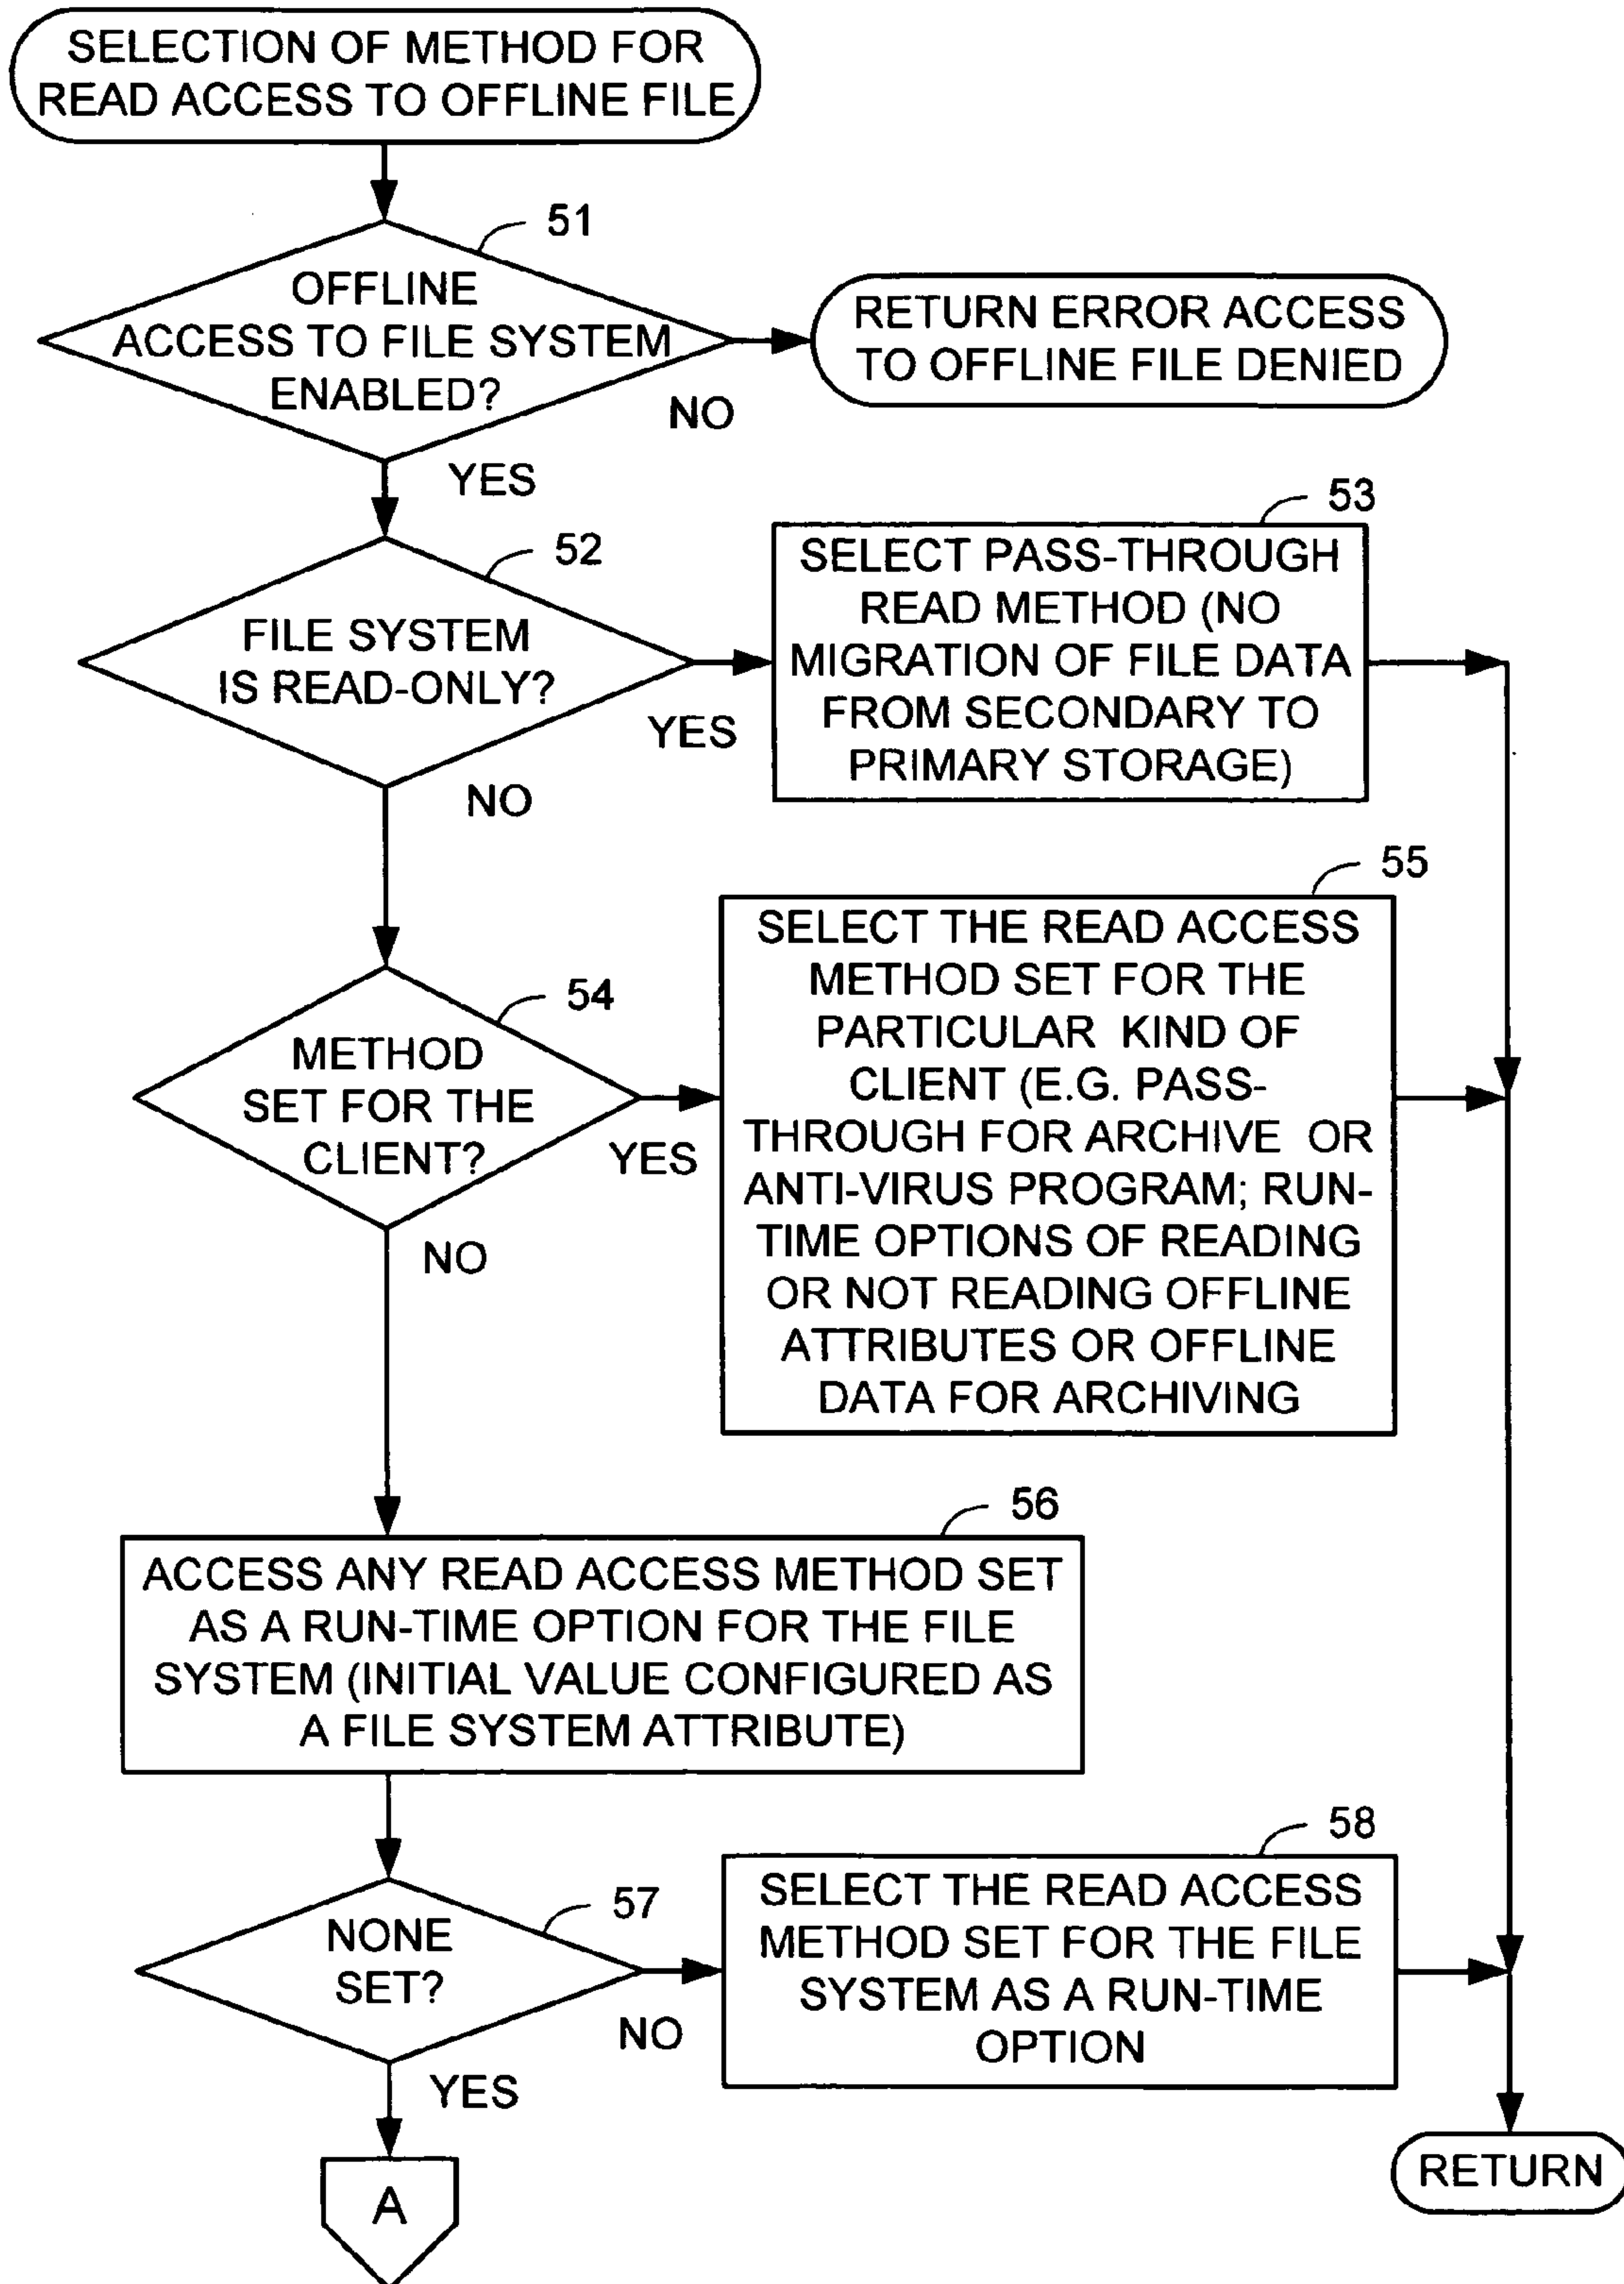 SELECTION OF METHOD FOR
READ ACCESS TO OFFLINE FILE
51
OFFLINE
ACCESS TO FILE SYSTEM
ENABLED?
NO
YES
RETURN ERROR ACCESS
TO OFFLINE FILE DENIED
52
FILE SYSTEM
IS READ-ONLY?
YES
NO
53
SELECT PASS-THROUGH
READ METHOD (NO
MIGRATION OF FILE DATA
FROM SECONDARY TO
PRIMARY STORAGE)
54
METHOD
SET FOR THE
CLIENT?
YES
NO
55
SELECT THE READ ACCESS
METHOD SET FOR THE
PARTICULAR KIND OF
CLIENT (E.G. PASS-
THROUGH FOR ARCHIVE OR
ANTI-VIRUS PROGRAM; RUN-
TIME OPTIONS OF READING
OR NOT READING OFFLINE
ATTRIBUTES OR OFFLINE
DATA FOR ARCHIVING
56
ACCESS ANY READ ACCESS METHOD SET
AS A RUN-TIME OPTION FOR THE FILE
SYSTEM (INITIAL VALUE CONFIGURED AS
A FILE SYSTEM ATTRIBUTE)
57
NONE
SET?
NO
YES
58
SELECT THE READ ACCESS
METHOD SET FOR THE FILE
SYSTEM AS A RUN-TIME
OPTION
A
RETURN